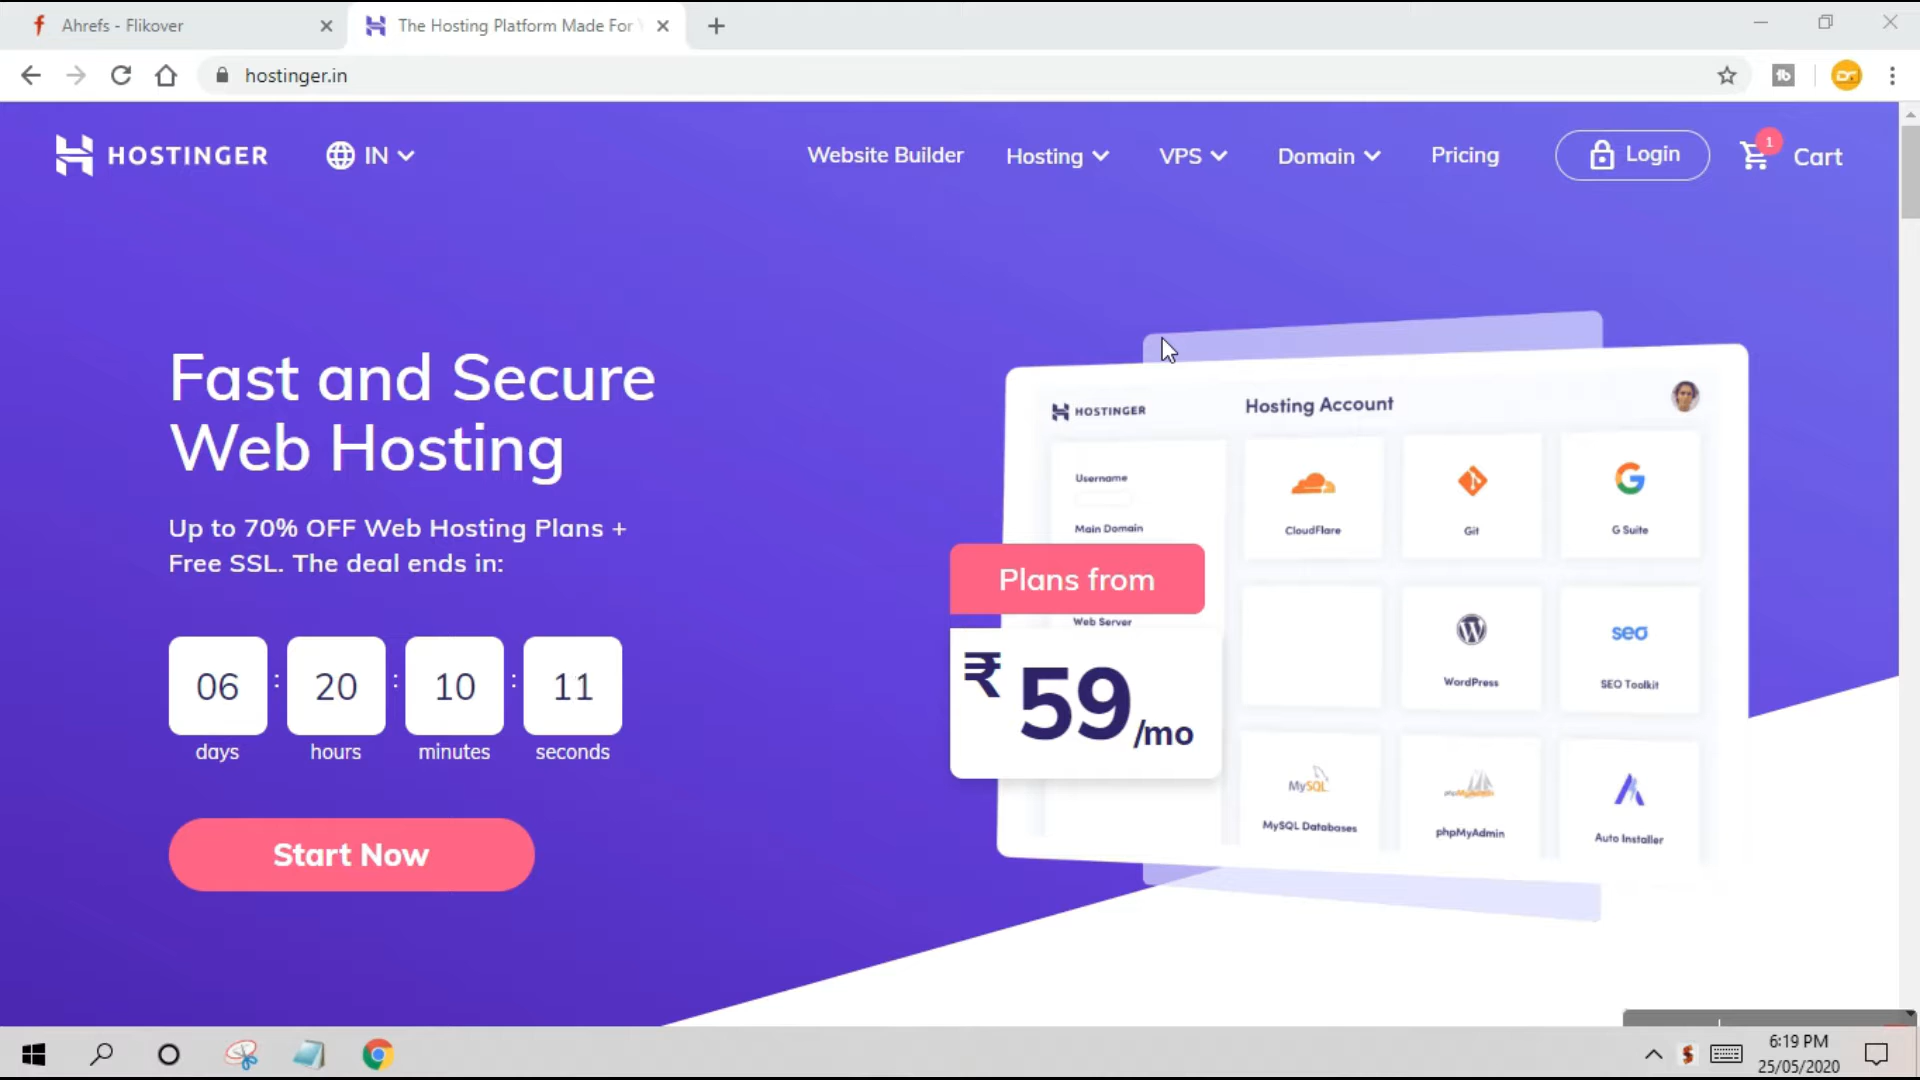 Ahrefs - Flikover
The Hosting Platform Made For
hostinger.in
HOSTINGER
IN
Website Builder
Hosting
VPS
Domain
Pricing
Login
1
Cart
Fast and Secure
Web Hosting
Up to 70% OFF Web Hosting Plans +
Free SSL. The deal ends in:
06 : 20 : 10 : 11
days hours minutes seconds
Start Now
HOSTINGER
Hosting Account
Username
Main Domain
Plans from
Web Server
₹ 59 /mo
CloudFlare
Git
G Suite
WordPress
seo
SEO Toolkit
MySQL
MySQL Databases
phpMyAdmin
phpMyAdmin
Auto Installer
6:19 PM
25/05/2020